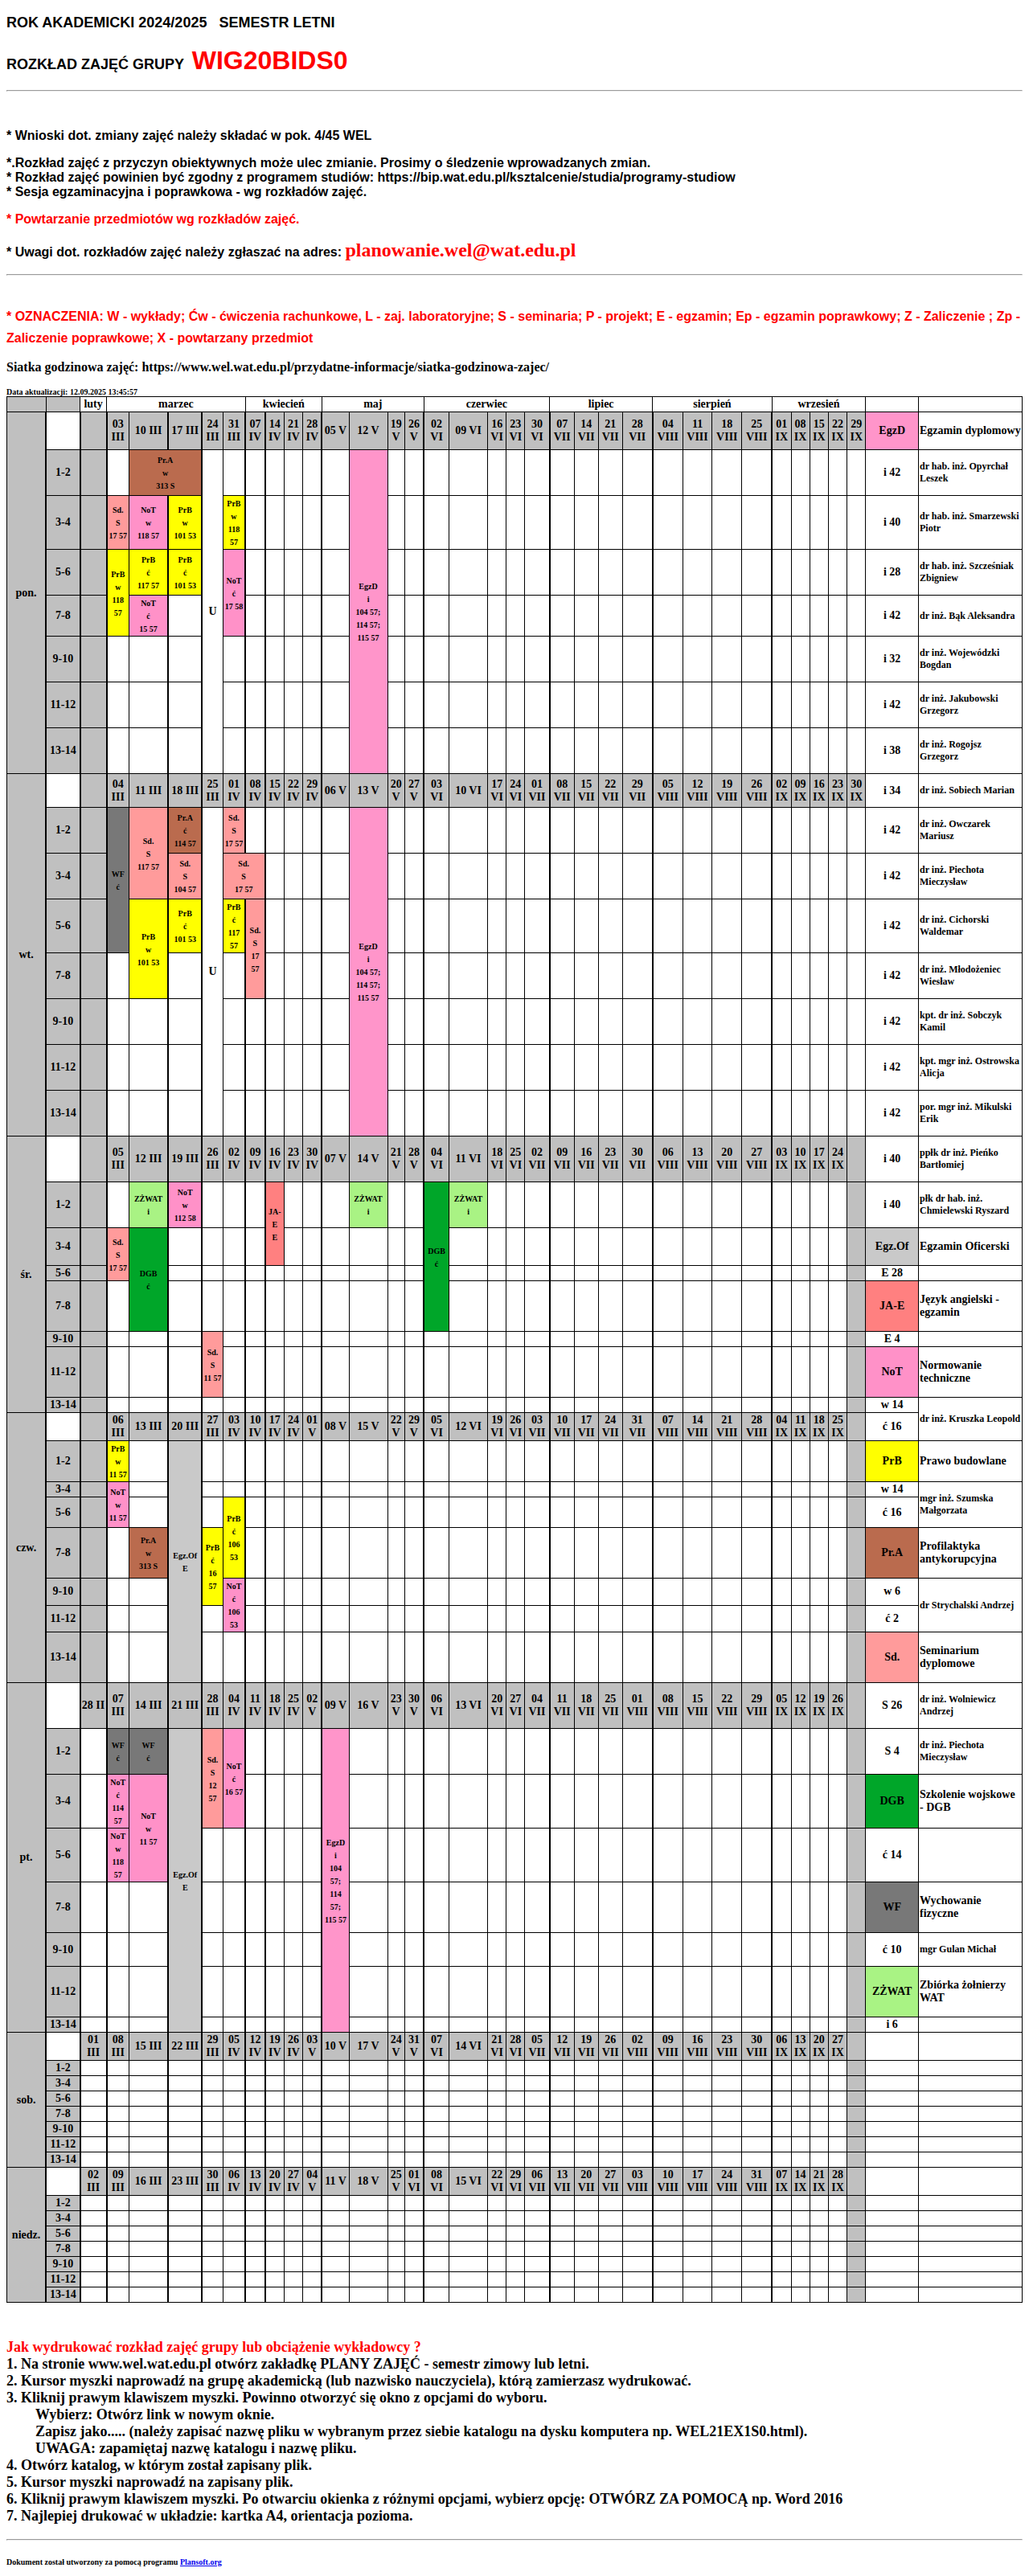 ROK AKADEMICKI 2024/2025 SEMESTR LETNI
ROZKŁAD ZAJĘĆ GRUPY WIG20BIDS0
* Wnioski dot. zmiany zajęć należy składać w pok. 4/45 WEL
*.Rozkład zajęć z przyczyn obiektywnych może ulec zmianie. Prosimy o śledzenie wprowadzanych zmian.
* Rozkład zajęć powinien być zgodny z programem studiów: https://bip.wat.edu.pl/ksztalcenie/studia/programy-studiow
* Sesja egzaminacyjna i poprawkowa - wg rozkładów zajęć.
* Powtarzanie przedmiotów wg rozkładów zajęć.
* Uwagi dot. rozkładów zajęć należy zgłaszać na adres: planowanie.wel@wat.edu.pl
* OZNACZENIA: W - wykłady; Ćw - ćwiczenia rachunkowe, L - zaj. laboratoryjne; S - seminaria; P - projekt; E - egzamin; Ep - egzamin poprawkowy; Z - Zaliczenie ; Zp -
Zaliczenie poprawkowe; X - powtarzany przedmiot
Siatka godzinowa zajęć: https://www.wel.wat.edu.pl/przydatne-informacje/siatka-godzinowa-zajec/
Data aktualizacji: 12.09.2025 13:45:57
luty marzec kwiecień maj czerwiec lipiec sierpień wrzesień
03 III 10 III 17 III 24 III 31 III 07 IV 14 IV 21 IV 28 IV 05 V 12 V 19 V 26 V 02 VI 09 VI 16 VI 23 VI 30 VI 07 VII 14 VII 21 VII 28 VII 04 VIII 11 VIII 18 VIII 25 VIII 01 IX 08 IX 15 IX 22 IX 29 IX EgzD Egzamin dyplomowy
pon.
1-2 Pr.A w 313 S U EgzD i 104 57; 114 57; 115 57 i 42 dr hab. inż. Opyrchał Leszek
3-4 Sd. S 17 57 NoT w 118 57 PrB w 101 53 PrB w 118 57 i 40 dr hab. inż. Smarzewski Piotr
5-6 PrB w 118 57 PrB ć 117 57 PrB ć 101 53 NoT ć 17 58 i 28 dr hab. inż. Szcześniak Zbigniew
7-8 NoT ć 15 57 i 42 dr inż. Bąk Aleksandra
9-10 i 32 dr inż. Wojewódzki Bogdan
11-12 i 42 dr inż. Jakubowski Grzegorz
13-14 i 38 dr inż. Rogojsz Grzegorz
04 III 11 III 18 III 25 III 01 IV 08 IV 15 IV 22 IV 29 IV 06 V 13 V 20 V 27 V 03 VI 10 VI 17 VI 24 VI 01 VII 08 VII 15 VII 22 VII 29 VII 05 VIII 12 VIII 19 VIII 26 VIII 02 IX 09 IX 16 IX 23 IX 30 IX i 34 dr inż. Sobiech Marian
wt.
1-2 WF ć Sd. S 117 57 Pr.A ć 114 57 U Sd. S 17 57 EgzD i 104 57; 114 57; 115 57 i 42 dr inż. Owczarek Mariusz
3-4 Sd. S 104 57 Sd. S 17 57 i 42 dr inż. Piechota Mieczysław
5-6 PrB w 101 53 PrB ć 101 53 PrB ć 117 57 Sd. S 17 57 i 42 dr inż. Cichorski Waldemar
7-8 i 42 dr inż. Młodożeniec Wiesław
9-10 i 42 kpt. dr inż. Sobczyk Kamil
11-12 i 42 kpt. mgr inż. Ostrowska Alicja
13-14 i 42 por. mgr inż. Mikulski Erik
05 III 12 III 19 III 26 III 02 IV 09 IV 16 IV 23 IV 30 IV 07 V 14 V 21 V 28 V 04 VI 11 VI 18 VI 25 VI 02 VII 09 VII 16 VII 23 VII 30 VII 06 VIII 13 VIII 20 VIII 27 VIII 03 IX 10 IX 17 IX 24 IX i 40 ppłk dr inż. Pieńko Bartłomiej
śr.
1-2 ZŻWAT i NoT w 112 58 JA-E E ZŻWAT i DGB ć ZŻWAT i i 40 płk dr hab. inż. Chmielewski Ryszard
3-4 Sd. S 17 57 DGB ć Egz.Of Egzamin Oficerski
5-6 E 28
7-8 JA-E Język angielski - egzamin
9-10 Sd. S 11 57 E 4
11-12 NoT Normowanie techniczne
13-14 w 14 dr inż. Kruszka Leopold
06 III 13 III 20 III 27 III 03 IV 10 IV 17 IV 24 IV 01 V 08 V 15 V 22 V 29 V 05 VI 12 VI 19 VI 26 VI 03 VII 10 VII 17 VII 24 VII 31 VII 07 VIII 14 VIII 21 VIII 28 VIII 04 IX 11 IX 18 IX 25 IX ć 16
czw.
1-2 PrB w 11 57 Egz.Of E PrB Prawo budowlane
3-4 NoT w 11 57 w 14 mgr inż. Szumska Małgorzata
5-6 PrB ć 106 53 ć 16
7-8 Pr.A w 313 S PrB ć 16 57 Pr.A Profilaktyka antykorupcyjna
9-10 NoT ć 106 53 w 6 dr Strychalski Andrzej
11-12 ć 2
13-14 Sd. Seminarium dyplomowe
28 II 07 III 14 III 21 III 28 III 04 IV 11 IV 18 IV 25 IV 02 V 09 V 16 V 23 V 30 V 06 VI 13 VI 20 VI 27 VI 04 VII 11 VII 18 VII 25 VII 01 VIII 08 VIII 15 VIII 22 VIII 29 VIII 05 IX 12 IX 19 IX 26 IX S 26 dr inż. Wolniewicz Andrzej
pt.
1-2 WF ć WF ć Egz.Of E Sd. S 12 57 NoT ć 16 57 EgzD i 104 57; 114 57; 115 57 S 4 dr inż. Piechota Mieczysław
3-4 NoT ć 114 57 NoT w 11 57 DGB Szkolenie wojskowe - DGB
5-6 NoT w 118 57 ć 14
7-8 WF Wychowanie fizyczne
9-10 ć 10 mgr Gulan Michał
11-12 ZŻWAT Zbiórka żołnierzy WAT
13-14 i 6
01 III 08 III 15 III 22 III 29 III 05 IV 12 IV 19 IV 26 IV 03 V 10 V 17 V 24 V 31 V 07 VI 14 VI 21 VI 28 VI 05 VII 12 VII 19 VII 26 VII 02 VIII 09 VIII 16 VIII 23 VIII 30 VIII 06 IX 13 IX 20 IX 27 IX
sob.
1-2
3-4
5-6
7-8
9-10
11-12
13-14
02 III 09 III 16 III 23 III 30 III 06 IV 13 IV 20 IV 27 IV 04 V 11 V 18 V 25 V 01 VI 08 VI 15 VI 22 VI 29 VI 06 VII 13 VII 20 VII 27 VII 03 VIII 10 VIII 17 VIII 24 VIII 31 VIII 07 IX 14 IX 21 IX 28 IX
niedz.
1-2
3-4
5-6
7-8
9-10
11-12
13-14
Jak wydrukować rozkład zajęć grupy lub obciążenie wykładowcy ?
1. Na stronie www.wel.wat.edu.pl otwórz zakładkę PLANY ZAJĘĆ - semestr zimowy lub letni.
2. Kursor myszki naprowadź na grupę akademicką (lub nazwisko nauczyciela), którą zamierzasz wydrukować.
3. Kliknij prawym klawiszem myszki. Powinno otworzyć się okno z opcjami do wyboru.
Wybierz: Otwórz link w nowym oknie.
Zapisz jako..... (należy zapisać nazwę pliku w wybranym przez siebie katalogu na dysku komputera np. WEL21EX1S0.html).
UWAGA: zapamiętaj nazwę katalogu i nazwę pliku.
4. Otwórz katalog, w którym został zapisany plik.
5. Kursor myszki naprowadź na zapisany plik.
6. Kliknij prawym klawiszem myszki. Po otwarciu okienka z różnymi opcjami, wybierz opcję: OTWÓRZ ZA POMOCĄ np. Word 2016
7. Najlepiej drukować w układzie: kartka A4, orientacja pozioma.
Dokument został utworzony za pomocą programu Plansoft.org